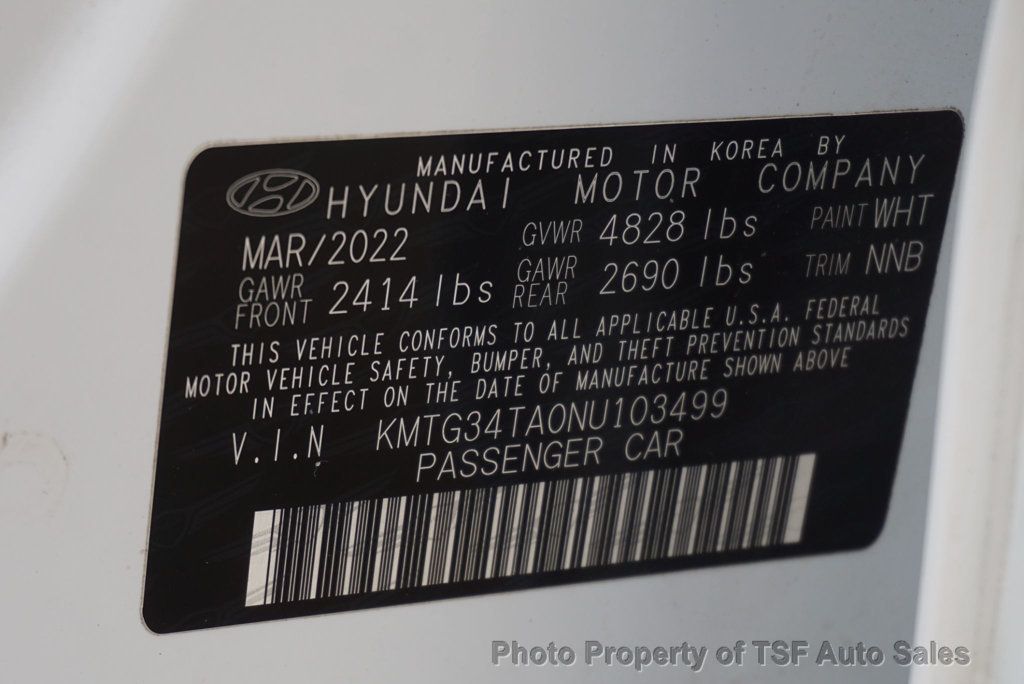 MANUFACTURED IN KOREA BY
HYUNDAI MOTOR COMPANY
MAR/2022 GVWR 4828 lbs PAINT WHT
GAWR FRONT 2414 lbs GAWR REAR 2690 lbs TRIM NNB
THIS VEHICLE CONFORMS TO ALL APPLICABLE U.S.A. FEDERAL
MOTOR VEHICLE SAFETY, BUMPER, AND THEFT PREVENTION STANDARDS
IN EFFECT ON THE DATE OF MANUFACTURE SHOWN ABOVE
V.I.N KMTG34TA0NU103499
PASSENGER CAR
Photo Property of TSF Auto Sales